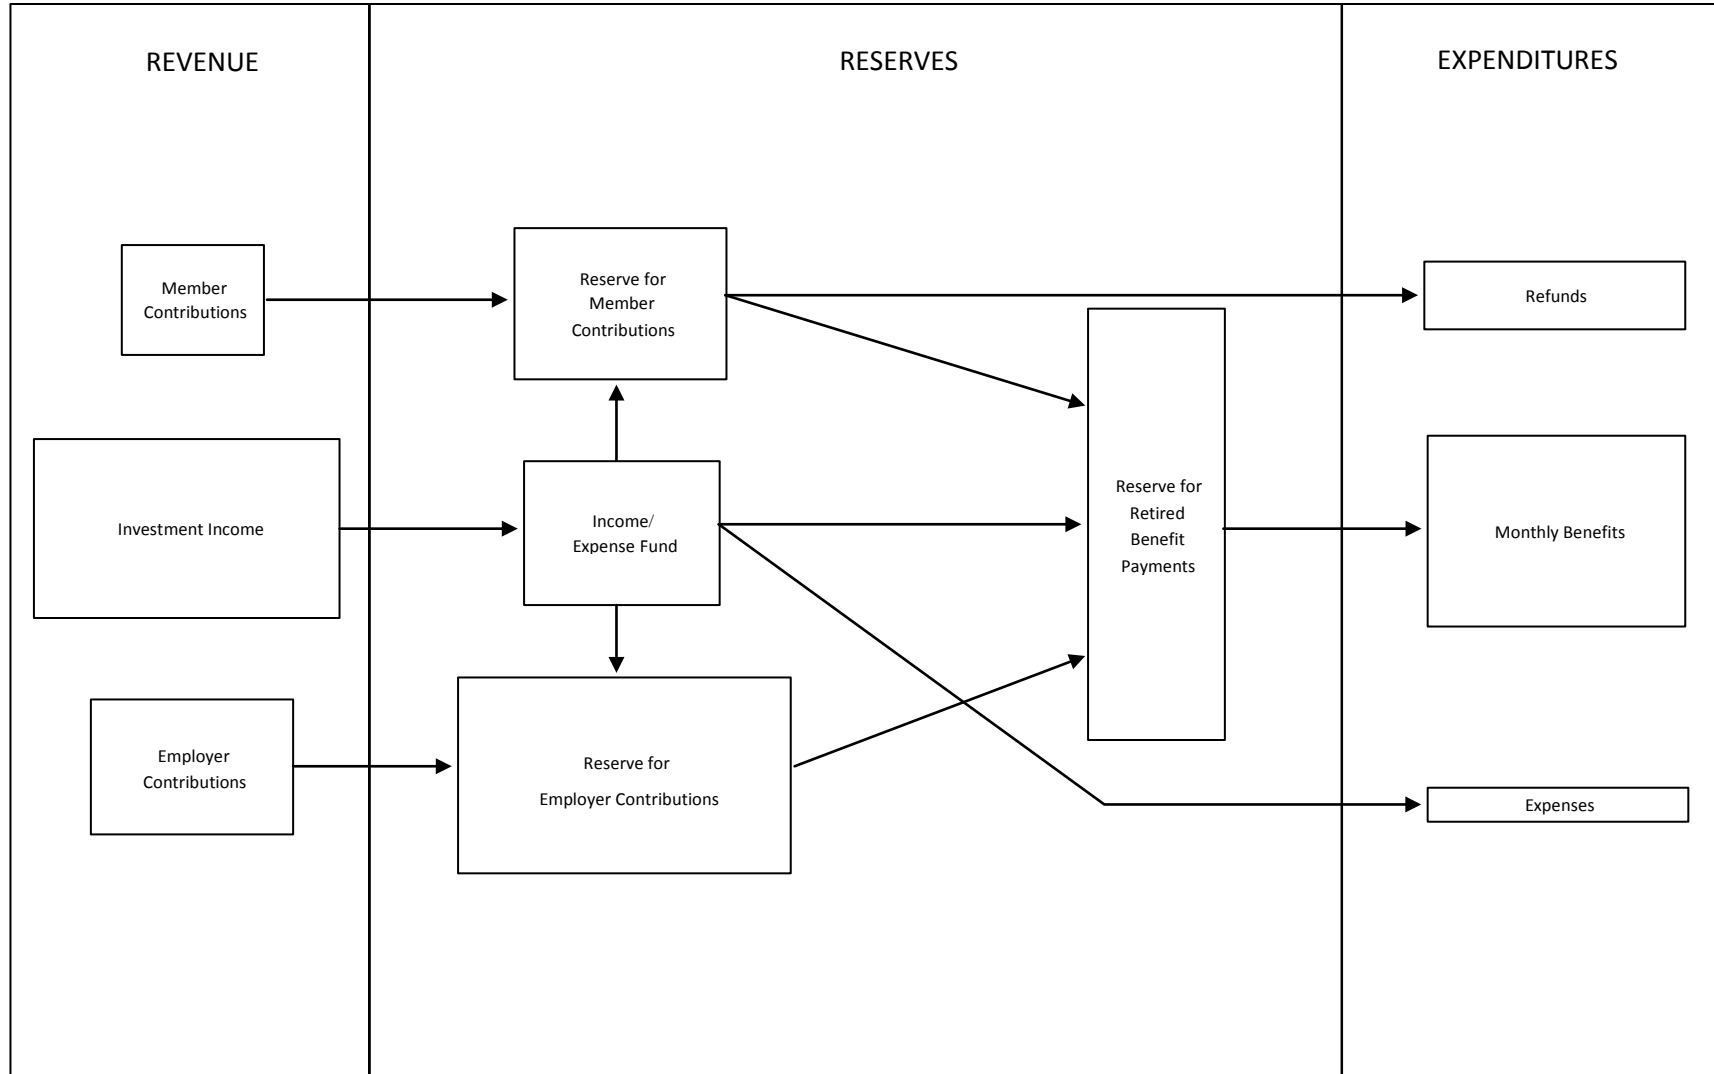 REVENUE
RESERVES
EXPENDITURES
Member
Contributions
Reserve for
Member
Contributions
Refunds
Investment Income
Income/
Expense Fund
Reserve for
Retired
Benefit
Payments
Monthly Benefits
Employer
Contributions
Reserve for
Employer Contributions
Expenses